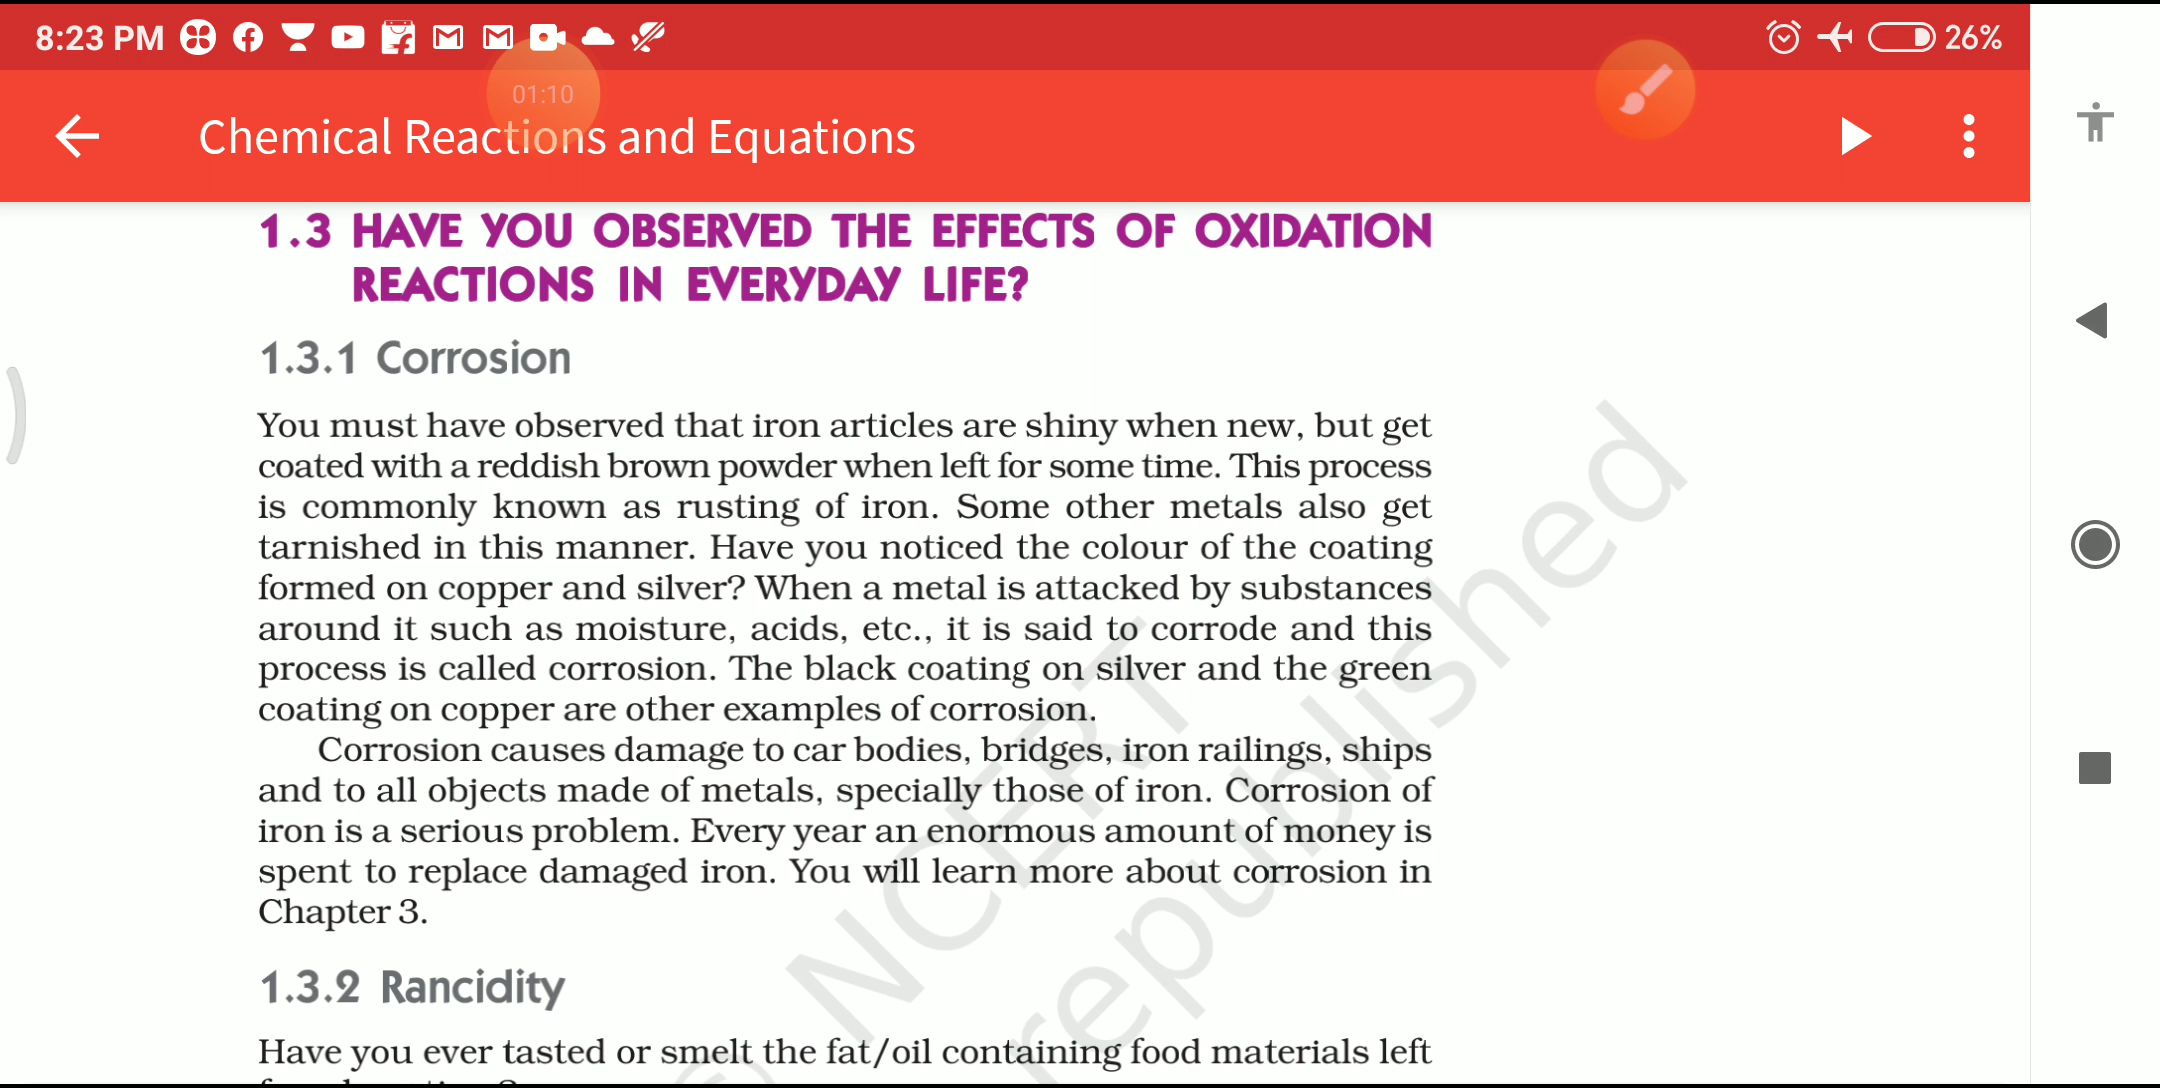 8:23 PM
26%
01:10
Chemical Reactions and Equations
1.3 HAVE YOU OBSERVED THE EFFECTS OF OXIDATION
REACTIONS IN EVERYDAY LIFE?
1.3.1 Corrosion
You must have observed that iron articles are shiny when new, but get
coated with a reddish brown powder when left for some time. This process
is commonly known as rusting of iron. Some other metals also get
tarnished in this manner. Have you noticed the colour of the coating
formed on copper and silver? When a metal is attacked by substances
around it such as moisture, acids, etc., it is said to corrode and this
process is called corrosion. The black coating on silver and the green
coating on copper are other examples of corrosion.
Corrosion causes damage to car bodies, bridges, iron railings, ships
and to all objects made of metals, specially those of iron. Corrosion of
iron is a serious problem. Every year an enormous amount of money is
spent to replace damaged iron. You will learn more about corrosion in
Chapter 3.
1.3.2 Rancidity
Have you ever tasted or smelt the fat/oil containing food materials left
© NCERT
republished